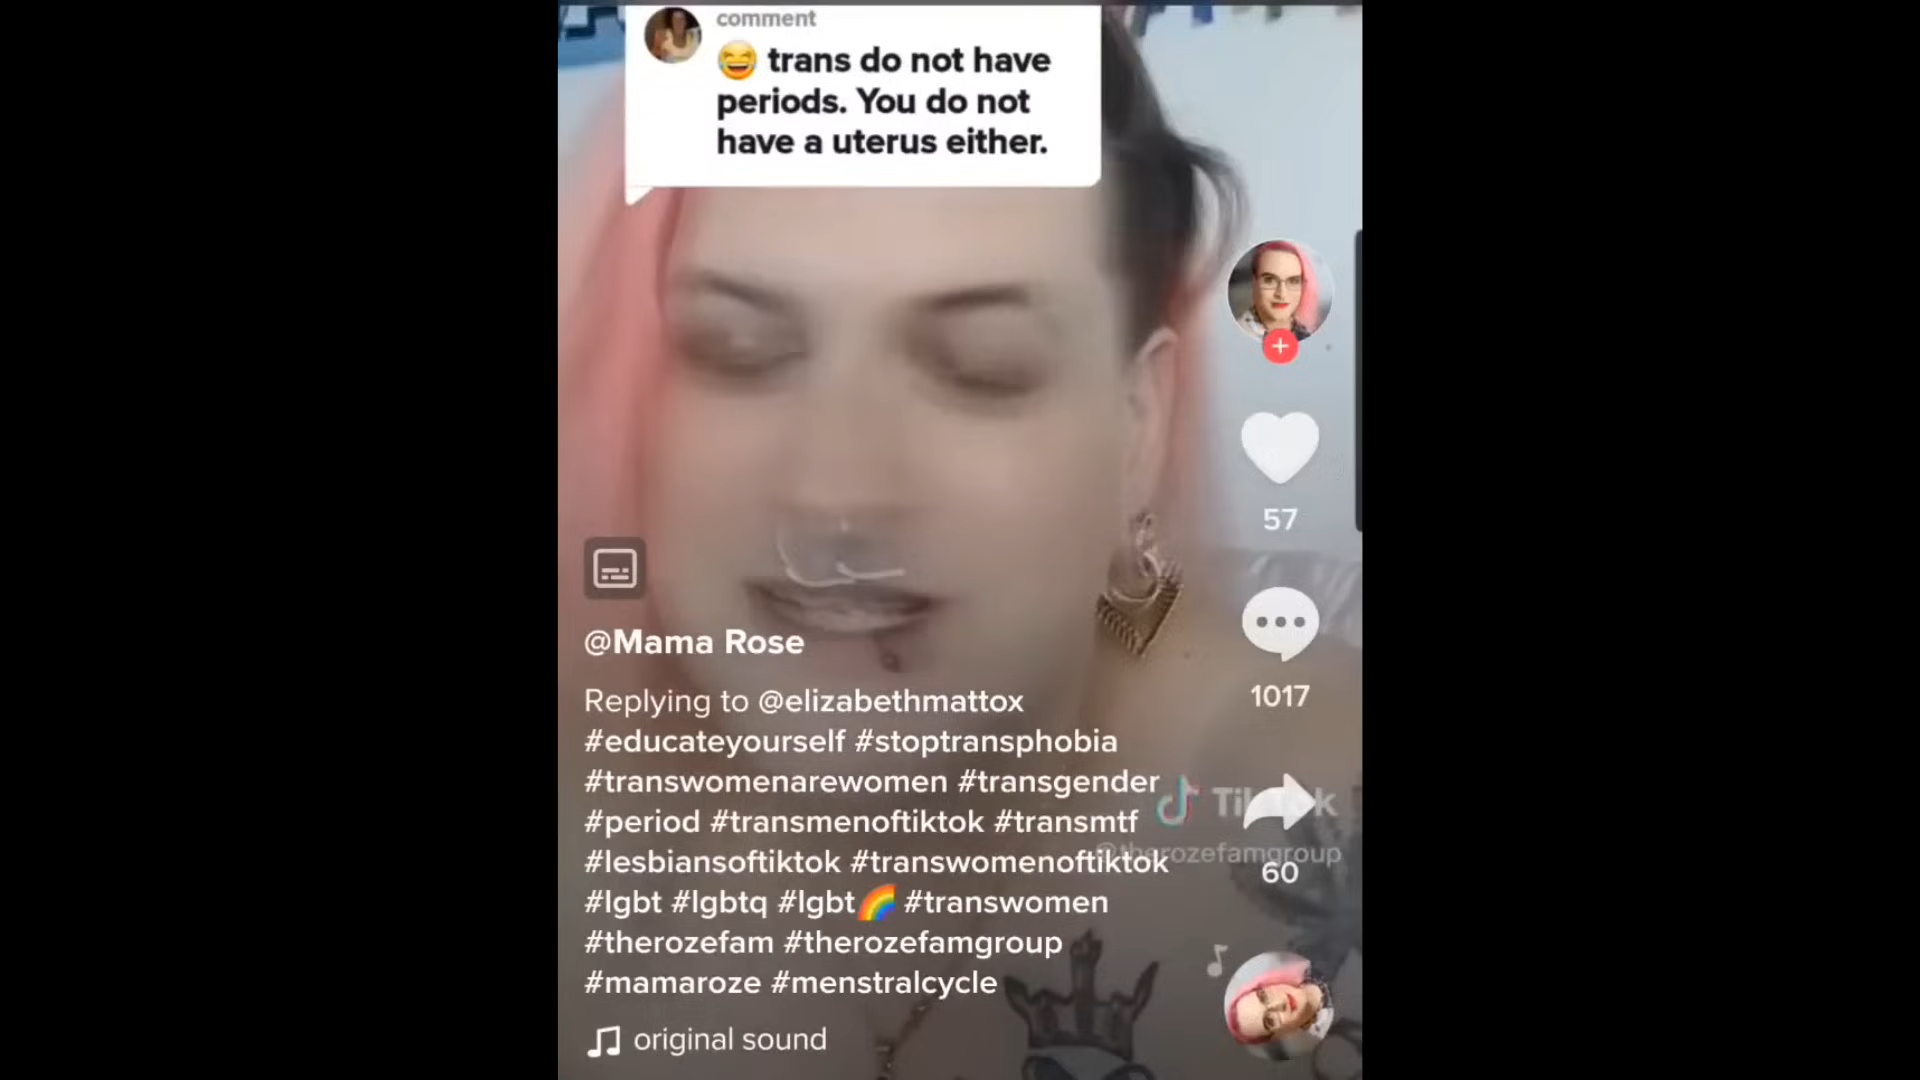 comment
😂 trans do not have
periods. You do not
have a uterus either.
57
@Mama Rose
1017
Replying to @elizabethmattox
#educateyourself #stoptransphobia
#transwomenarewomen #transgender
TikTok
#period #transmenoftiktok #transmtf
@therozefamgroup
#lesbiansoftiktok #transwomenoftiktok
60
#lgbt #lgbtq #lgbt🌈 #transwomen
#therozefam #therozefamgroup
#mamaroze #menstralcycle
original sound